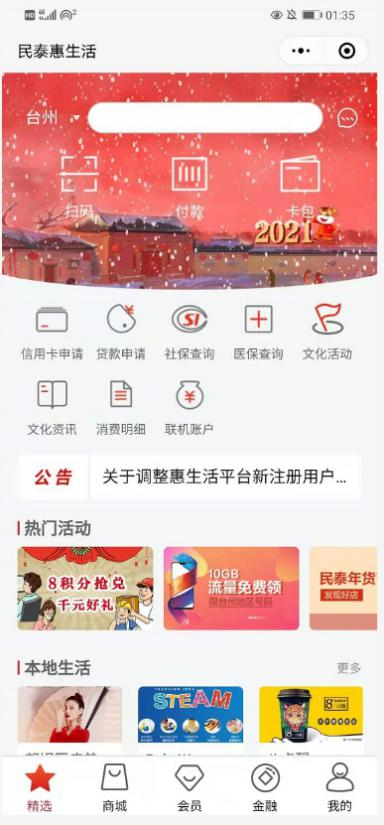 HD 4G 2 01:35
民泰惠生活
台州
扫码 付款 卡包
2021
信用卡申请 贷款申请 社保查询 医保查询 文化活动
文化资讯 消费明细 联机账户
公告 关于调整惠生活平台新注册用户...
热门活动
8积分抢兑
千元好礼
10GB
流量免费领
限台州地区号码
民泰年货
发现好店
本地生活 更多
STEAM
精选 商城 会员 金融 我的